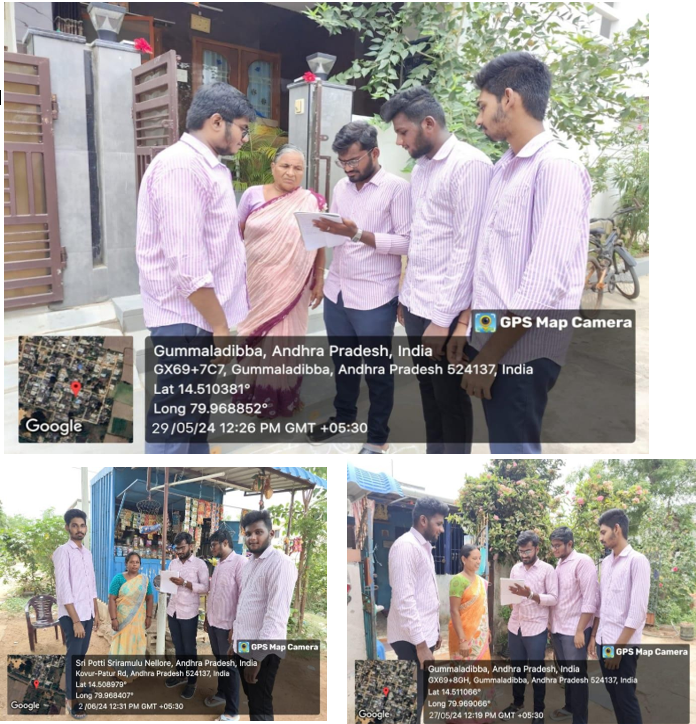 GPS Map Camera
Gummaladibba, Andhra Pradesh, India
GX69+7C7, Gummaladibba, Andhra Pradesh 524137, India
Lat 14.510381°
Long 79.968852°
29 /05/24 12:26 PM GMT +05:30
Google
GPS Map Camera
Sri Potti Sriramulu Nellore, Andhra Pradesh, India
Kovur-Patur Rd, Andhra Pradesh 524137, India
Lat 14.508979°
Long 79.968407°
2 /06/24 12:31 PM GMT +05:30
Google
GPS Map Camera
Gummaladibba, Andhra Pradesh, India
GX69+8GH, Gummaladibba, Andhra Pradesh 524137, India
Lat 14.511066°
Long 79.969066°
27/05/24 12:19 PM GMT +05:30
Google